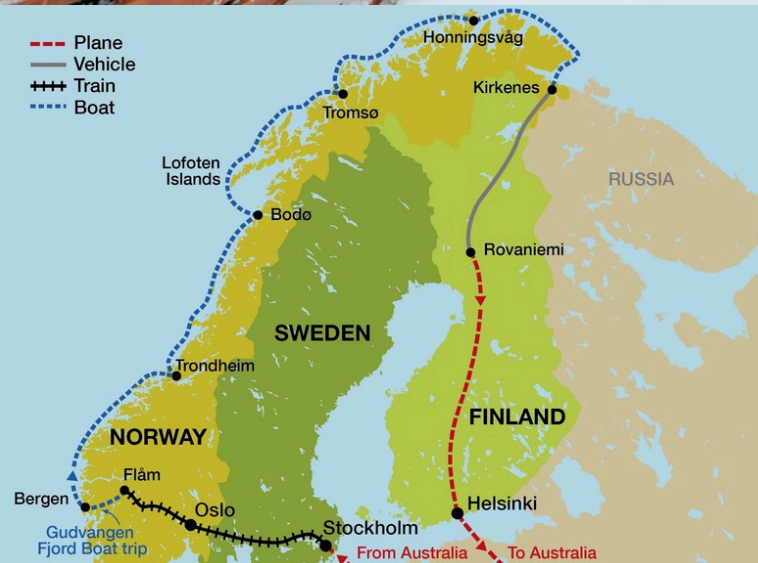 Plane
Vehicle
Train
Boat
Honningsvåg
Kirkenes
Tromsø
Lofoten
Islands
RUSSIA
Bodø
Rovaniemi
SWEDEN
Trondheim
FINLAND
NORWAY
Flåm
Bergen
Oslo
Helsinki
Gudvangen
Fjord Boat trip
Stockholm
From Australia
To Australia